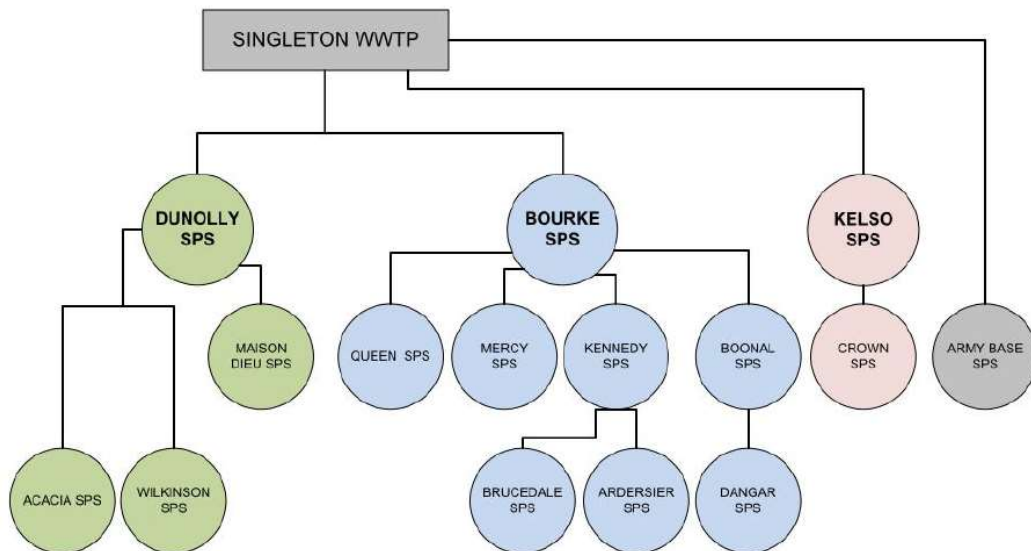 SINGLETON WWTP
DUNOLLY
SPS
BOURKE
SPS
KELSO
SPS
MAISON
DIEU SPS
QUEEN SPS
MERCY
SPS
KENNEDY
SPS
BOONAL
SPS
CROWN
SPS
ARMY BASE
SPS
ACACIA SPS
WILKINSON
SPS
BRUCEDALE
SPS
ARDERSIER
SPS
DANGAR
SPS